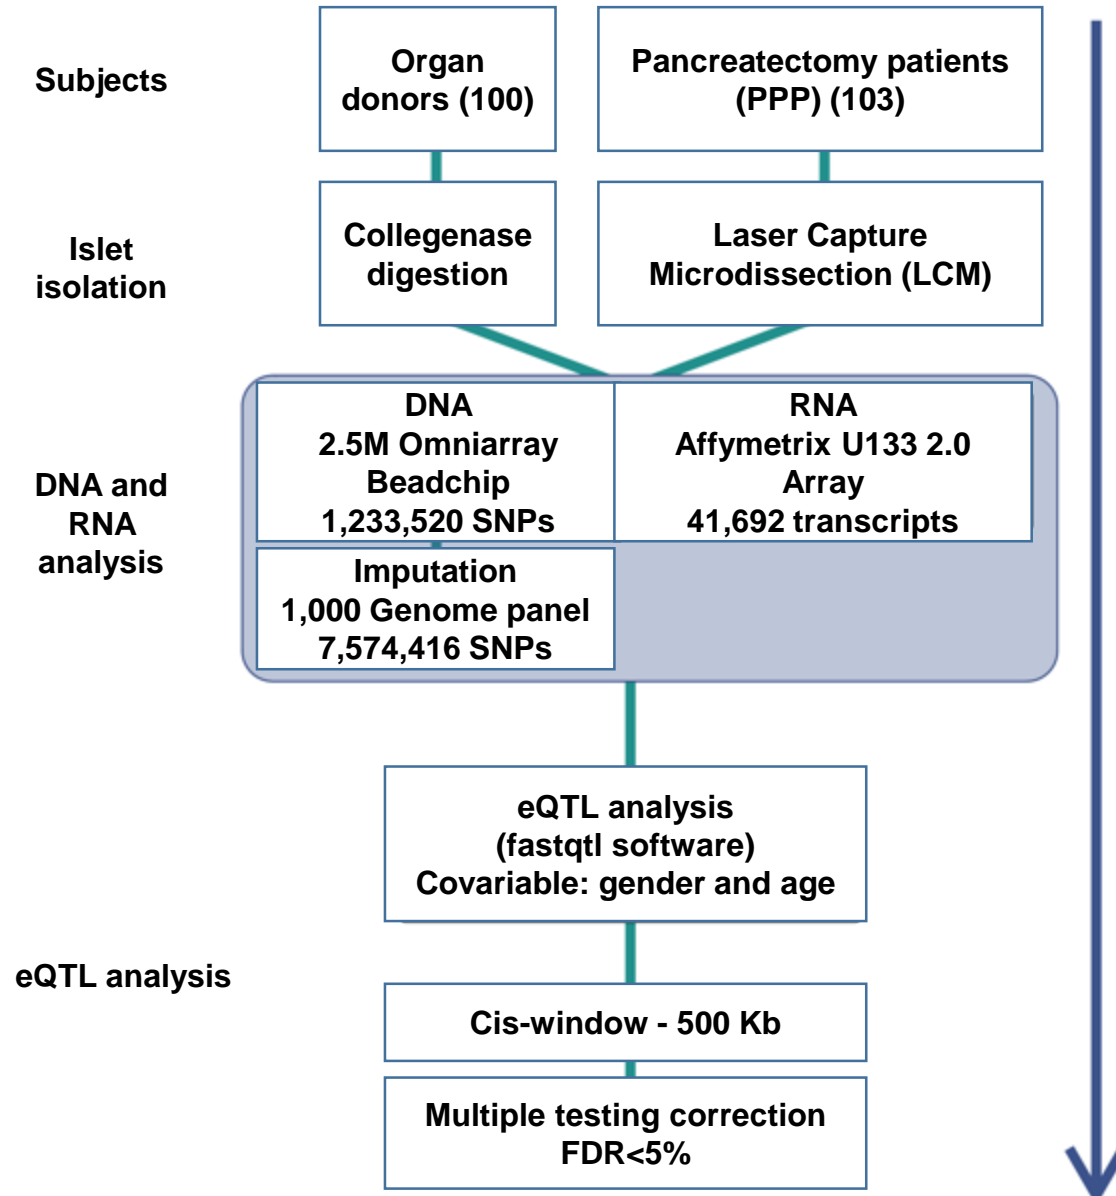 Subjects
Organ
donors (100)
Pancreatectomy patients
(PPP) (103)
Islet
isolation
Collegenase
digestion
Laser Capture
Microdissection (LCM)
DNA and
RNA
analysis
DNA
2.5M Omniarray
Beadchip
1,233,520 SNPs
RNA
Affymetrix U133 2.0
Array
41,692 transcripts
Imputation
1,000 Genome panel
7,574,416 SNPs
eQTL analysis
eQTL analysis
(fastqtl software)
Covariable: gender and age
Cis-window - 500 Kb
Multiple testing correction
FDR<5%